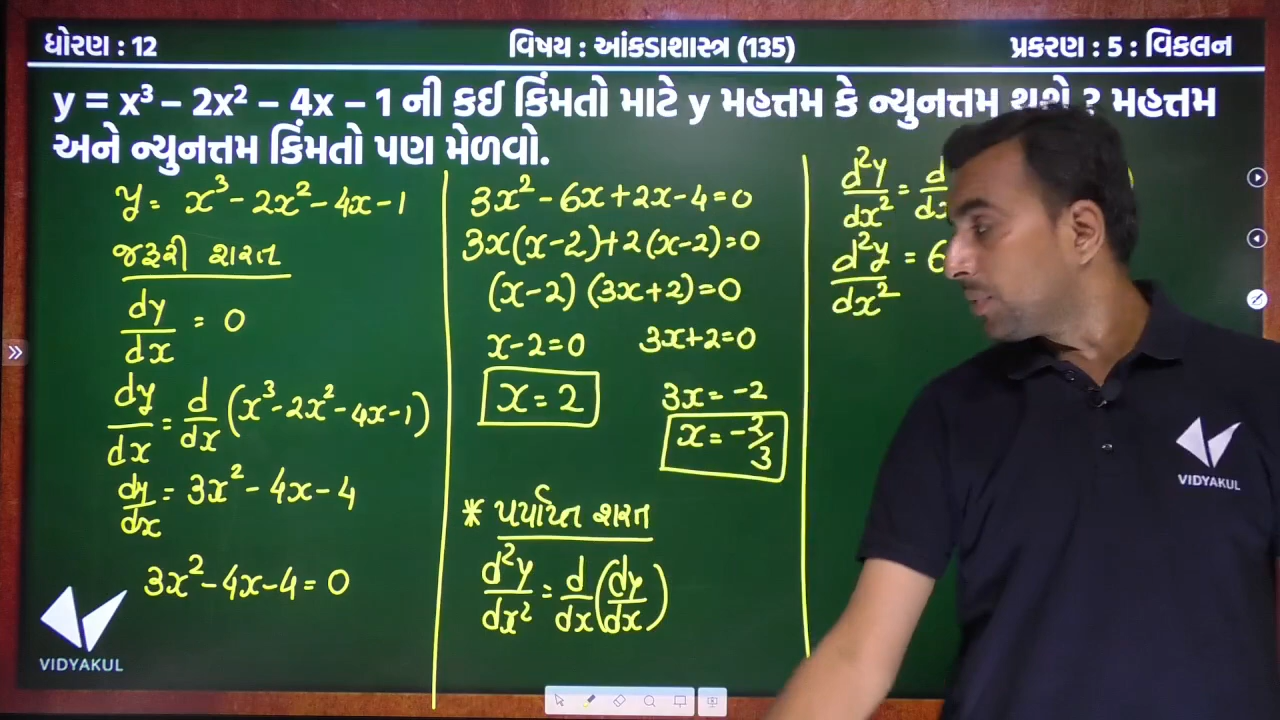 ધોરણ : 12
વિષય : આંકડાશાસ્ત્ર (135)
પ્રકરણ : 5 : વિકલન
y = x³ – 2x² – 4x – 1 ની કઈ કિંમતો માટે y મહત્તમ કે ન્યુનત્તમ થશે ? મહત્તમ
અને ન્યુનત્તમ કિંમતો પણ મેળવો.
y = x³ - 2x² - 4x - 1
જરૂરી શરત
dy/dx = 0
dy/dx = d/dx (x³ - 2x² - 4x - 1)
dy/dx = 3x² - 4x - 4
3x² - 4x - 4 = 0
3x² - 6x + 2x - 4 = 0
3x(x-2) + 2(x-2) = 0
(x-2) (3x+2) = 0
x-2=0 3x+2=0
x = 2
3x = -2
x = -2/3
* પર્યાપ્ત શરત
d²y/dx² = d/dx (dy/dx)
d²y/dx² = d/dx
d²y/dx² = 6
VIDYAKUL
VIDYAKUL